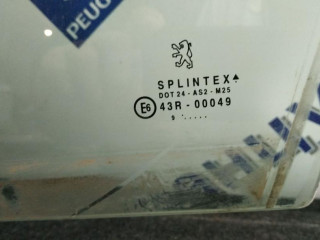 PEUG
SPLINTEX
DOT 24 - AS2 - M25
E6 43R - 00049